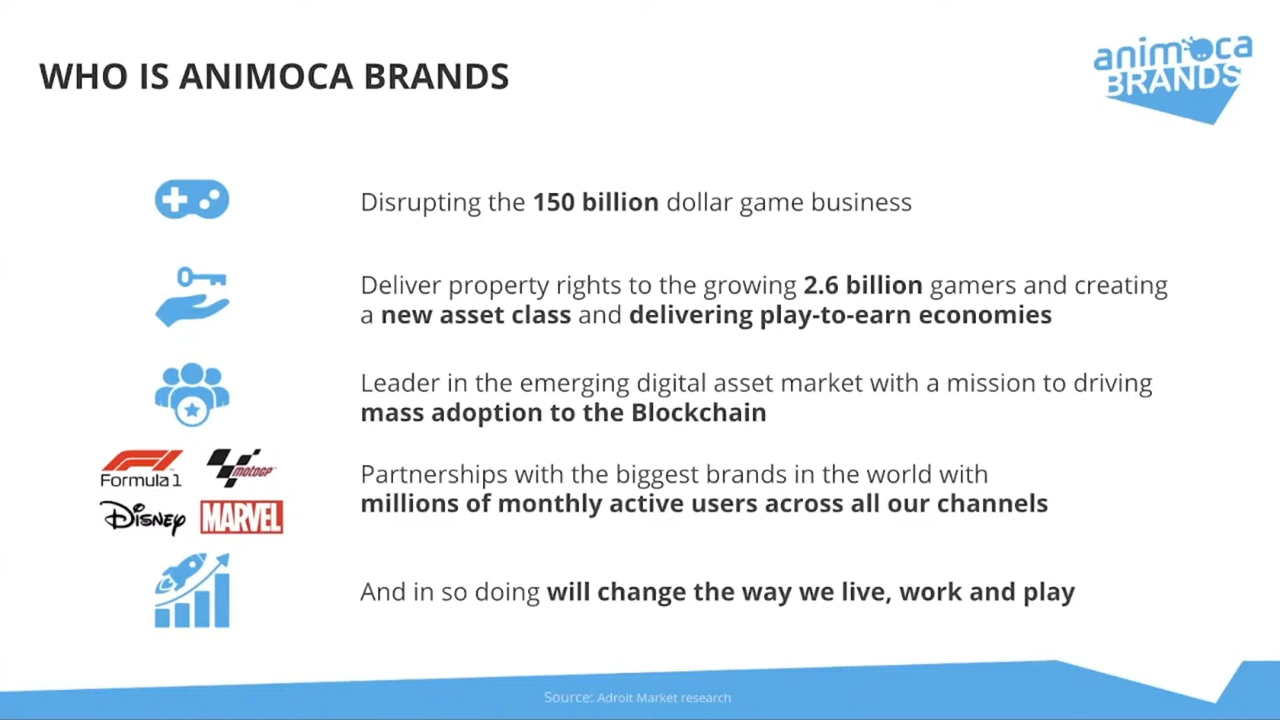 WHO IS ANIMOCA BRANDS
animoca
BRANDS
Disrupting the 150 billion dollar game business
Deliver property rights to the growing 2.6 billion gamers and creating
a new asset class and delivering play-to-earn economies
Leader in the emerging digital asset market with a mission to driving
mass adoption to the Blockchain
Formula 1
MotoGP
Disney
MARVEL
Partnerships with the biggest brands in the world with
millions of monthly active users across all our channels
And in so doing will change the way we live, work and play
Source: Adroit Market research